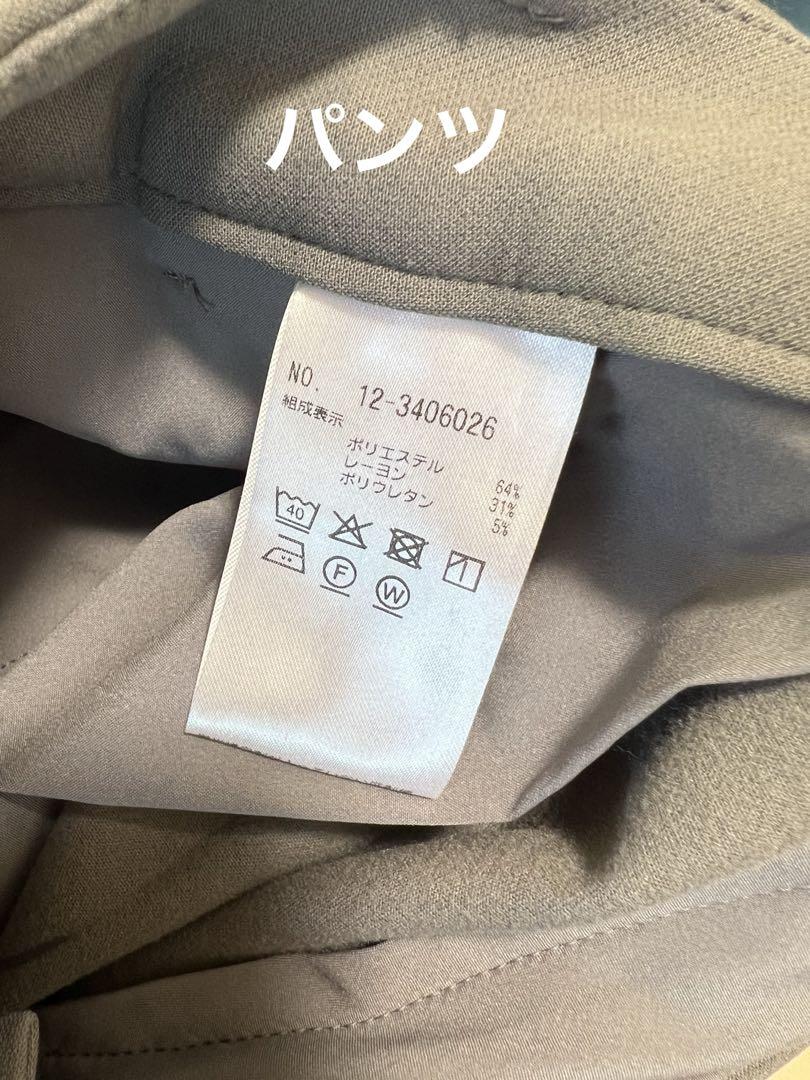 パンツ
NO. 12-3406026
組成表示
ポリエステル 64%
レーヨン 31%
ポリウレタン 5%
40
F W